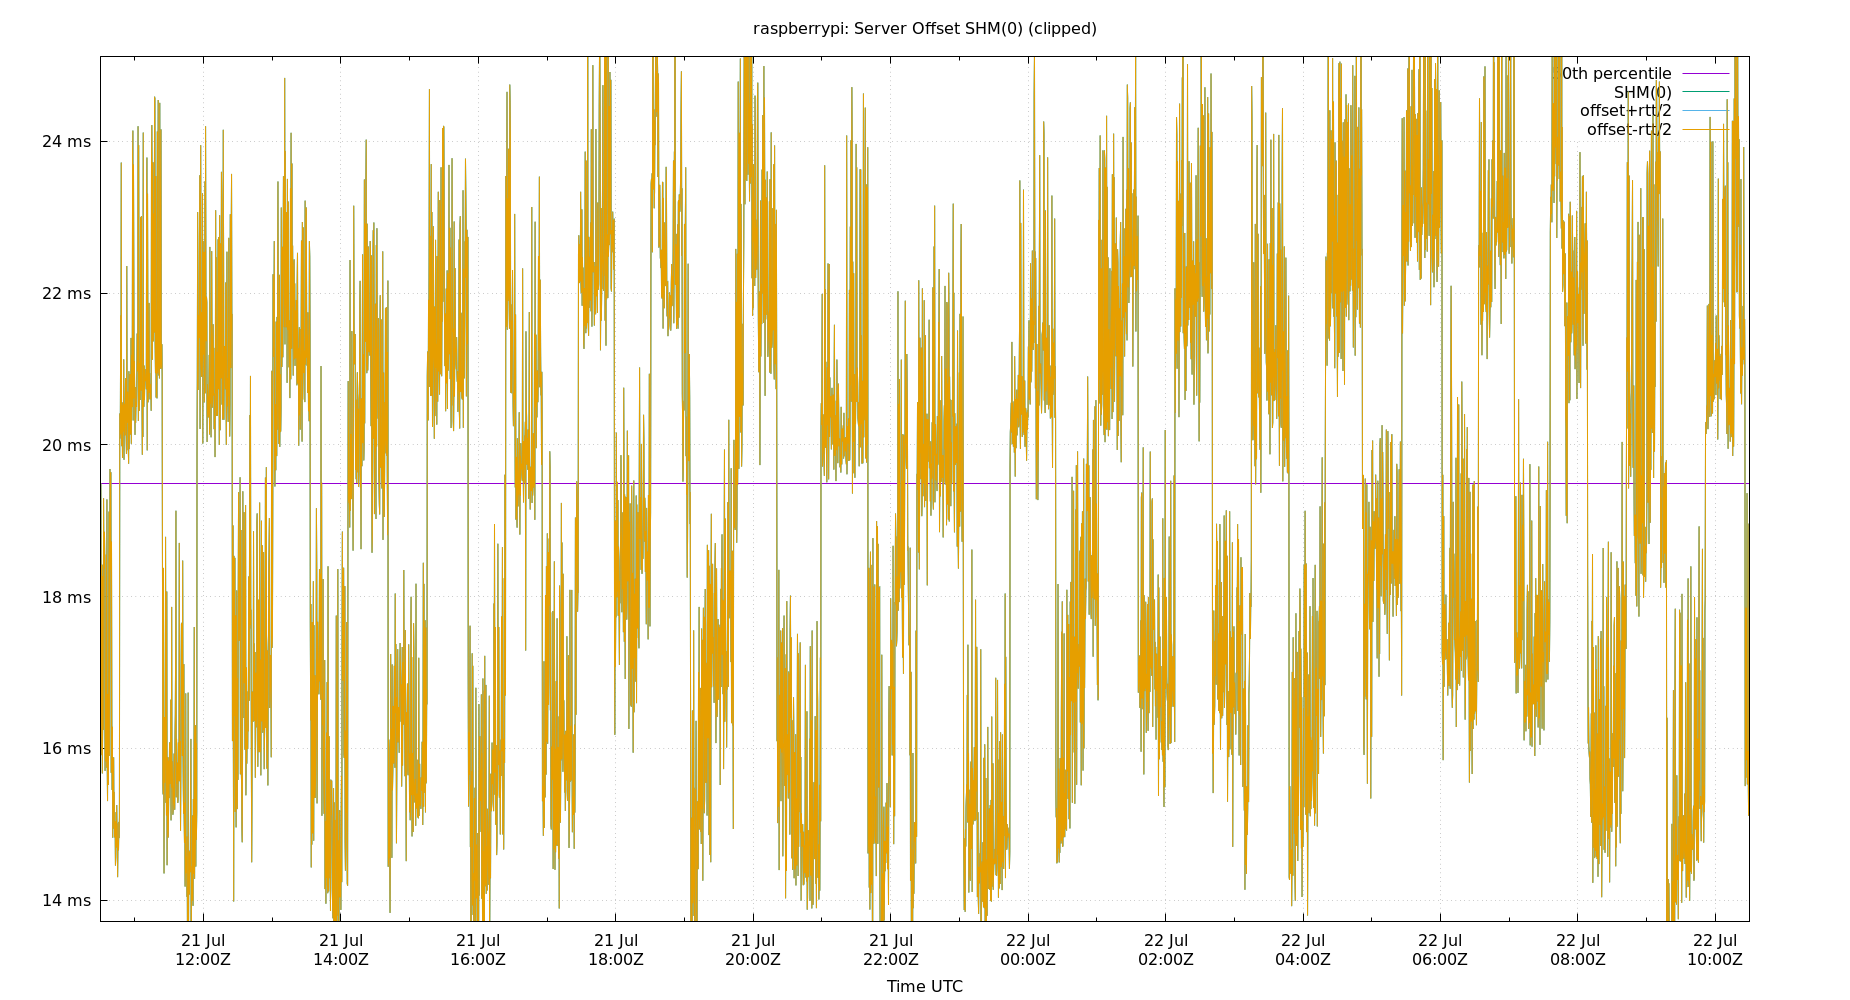 raspberrypi: Server Offset SHM(0) (clipped)
0th percentile
SHM(0)
offset+rtt/2
offset-rtt/2
24 ms
22 ms
20 ms
18 ms
16 ms
14 ms
21 Jul 21 Jul 21 Jul 21 Jul 21 Jul 21 Jul 22 Jul 22 Jul 22 Jul 22 Jul 22 Jul 22 Jul
12:00Z 14:00Z 16:00Z 18:00Z 20:00Z 22:00Z 00:00Z 02:00Z 04:00Z 06:00Z 08:00Z 10:00Z
Time UTC